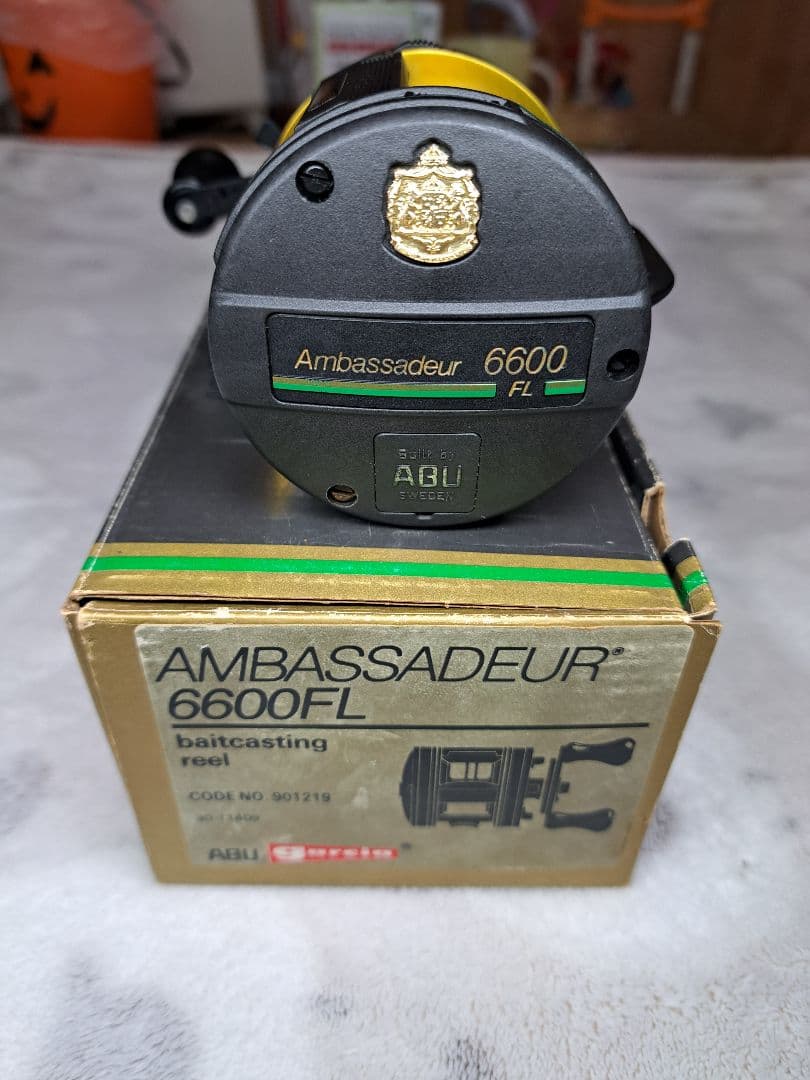 Ambassadeur 6600
FL
Built by
ABU
SWEDEN
AMBASSADEUR®
6600FL
baitcasting
reel
CODE NO 901219
ABU garcia®